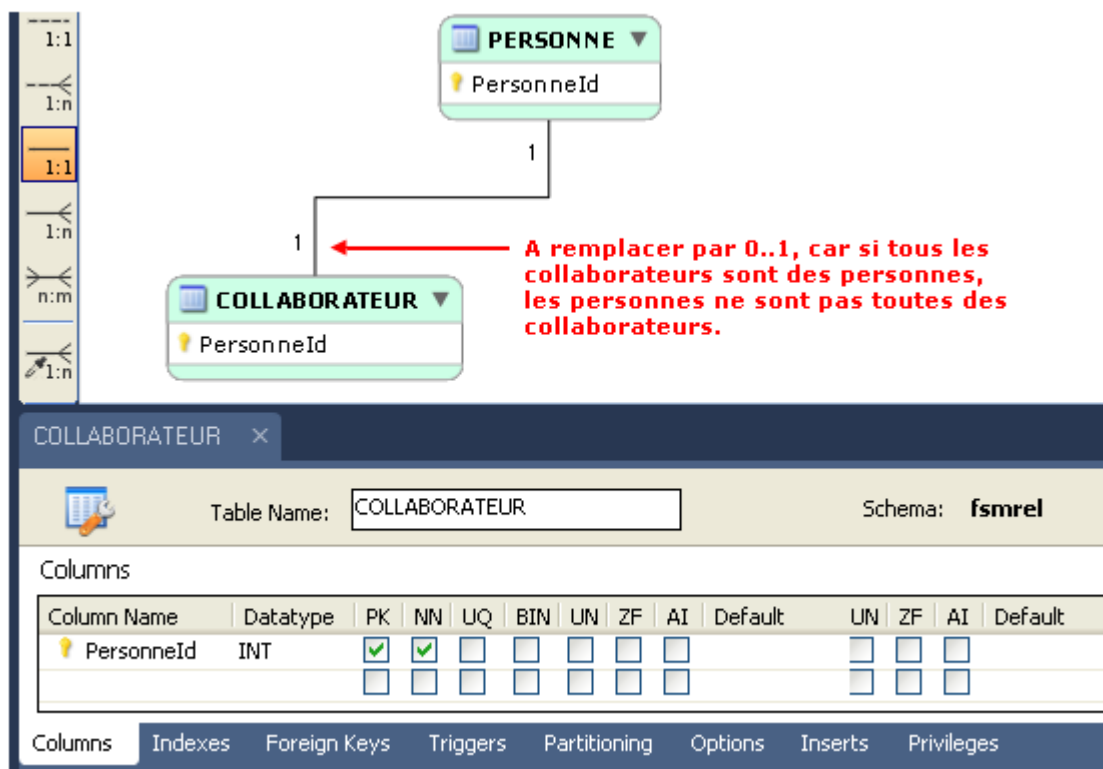 1:1
1:n
1:1
1:n
n:m
1:n
PERSONNE
PersonneId
1
1
A remplacer par 0..1, car si tous les
collaborateurs sont des personnes,
les personnes ne sont pas toutes des
collaborateurs.
COLLABORATEUR
PersonneId
COLLABORATEUR
Table Name: COLLABORATEUR Schema: fsmrel
Columns
Column Name Datatype PK NN UQ BIN UN ZF AI Default UN ZF AI Default
PersonneId INT
Columns Indexes Foreign Keys Triggers Partitioning Options Inserts Privileges